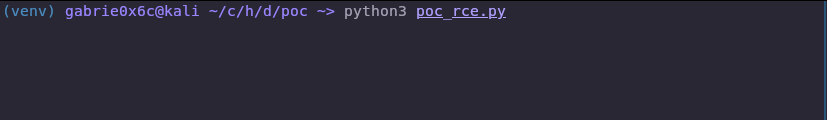 (venv) gabrie0x6c@kali ~/c/h/d/poc ~> python3 poc_rce.py